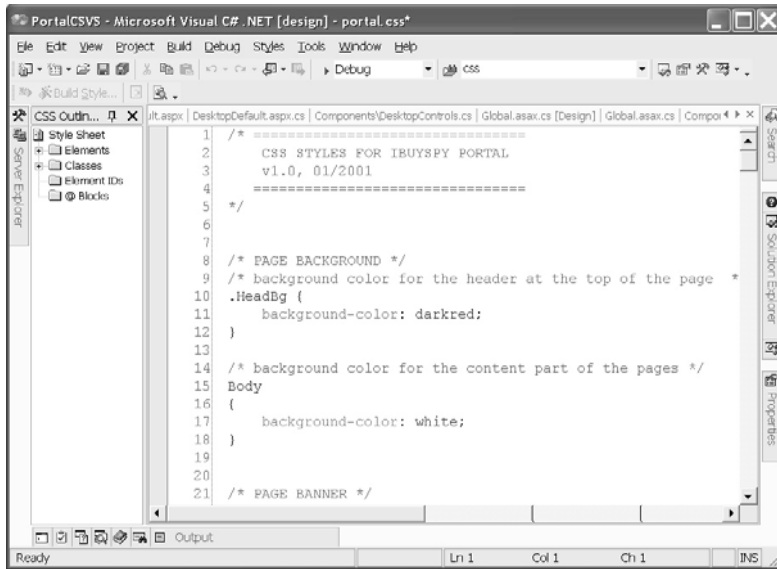 PortalCSVS - Microsoft Visual C# .NET [design] - portal.css*
File Edit View Project Build Debug Styles Tools Window Help
Debug css
Build Style...
CSS Outlin... ult.aspx | DesktopDefault.aspx.cs | Components\DesktopControls.cs | Global.asax.cs [Design] | Global.asax.cs | Compor
Style Sheet
Elements
Classes
Element IDs
@ Blocks
Server Explorer
1 /* ================================
2 CSS STYLES FOR IBUYSPY PORTAL
3 v1.0, 01/2001
4 ================================
5 */
6
7
8 /* PAGE BACKGROUND */
9 /* background color for the header at the top of the page *
10 .HeadBg {
11 background-color: darkred;
12 }
13
14 /* background color for the content part of the pages */
15 Body
16 {
17 background-color: white;
18 }
19
20
21 /* PAGE BANNER */
Search
Solution Explorer
Properties
Output
Ready Ln 1 Col 1 Ch 1 INS